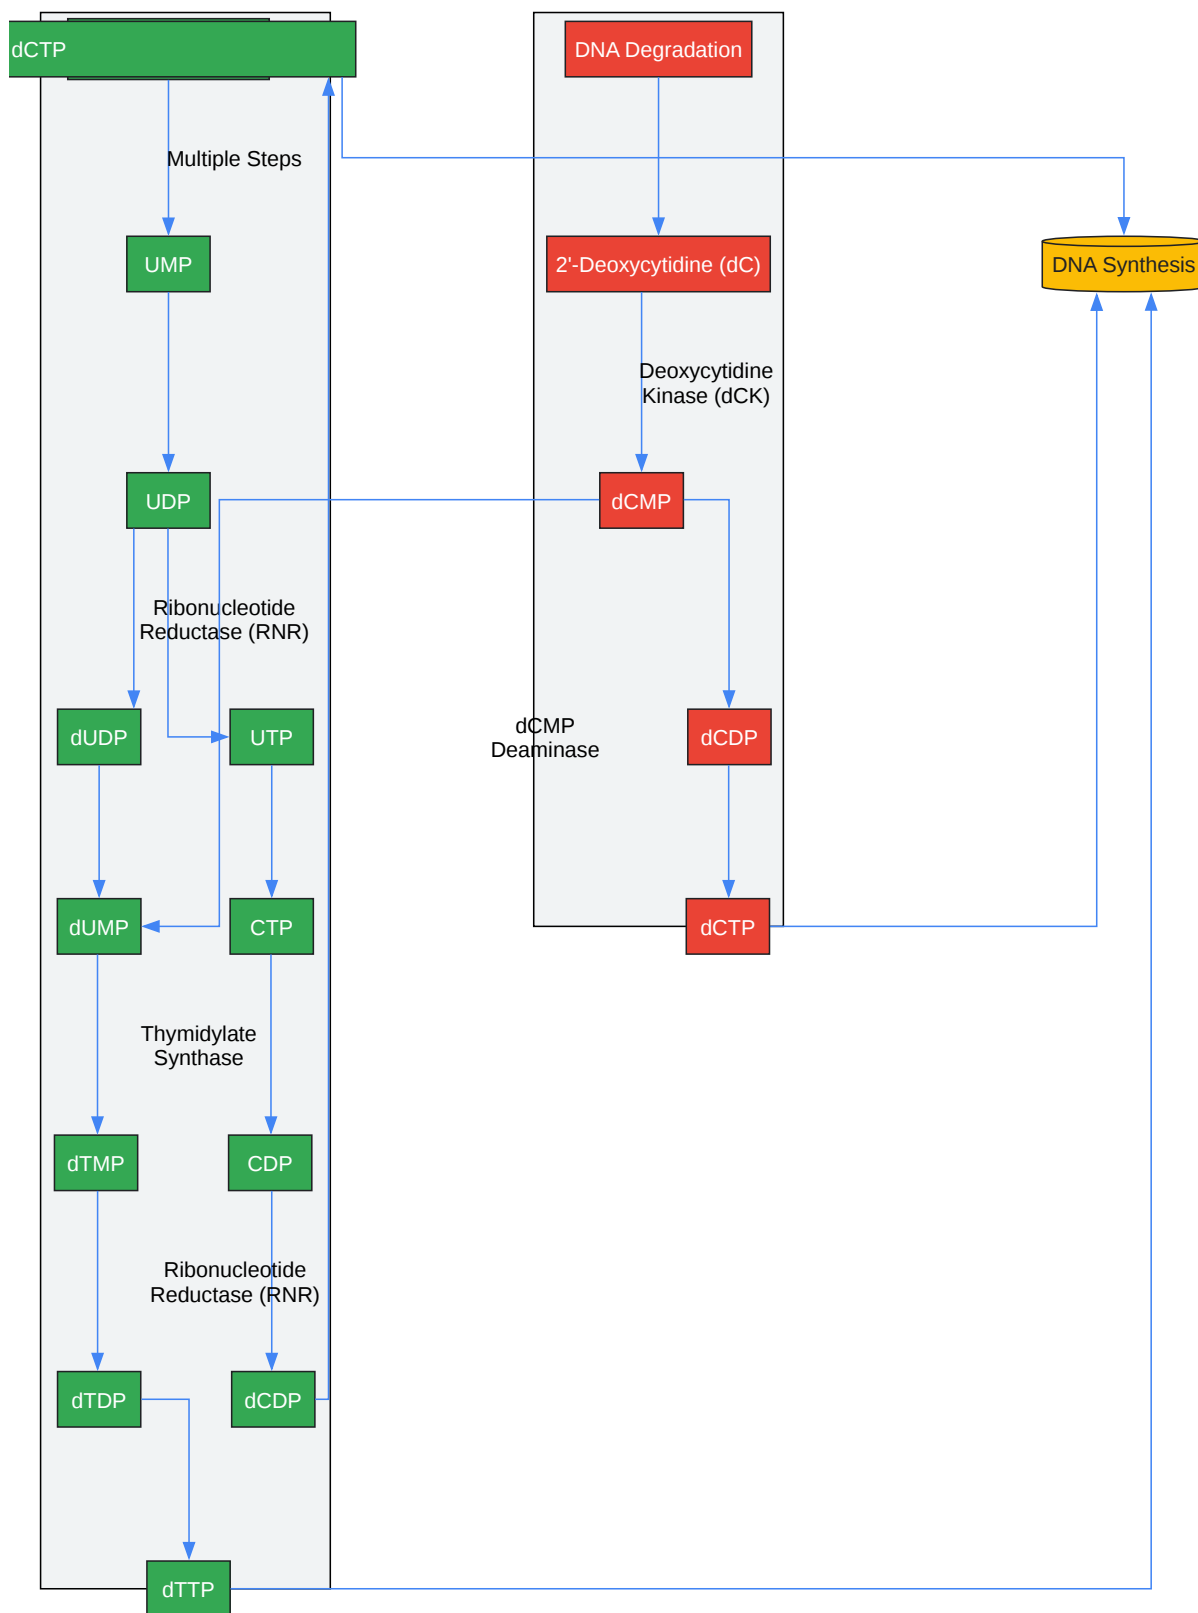 dCTP
DNA Degradation
Multiple Steps
UMP
2'-Deoxycytidine (dC)
DNA Synthesis
Deoxycytidine
Kinase (dCK)
UDP
dCMP
Ribonucleotide
Reductase (RNR)
dUDP
UTP
dCMP
Deaminase
dCDP
dUMP
CTP
dCTP
Thymidylate
Synthase
dTMP
CDP
Ribonucleotide
Reductase (RNR)
dTDP
dCDP
dTTP